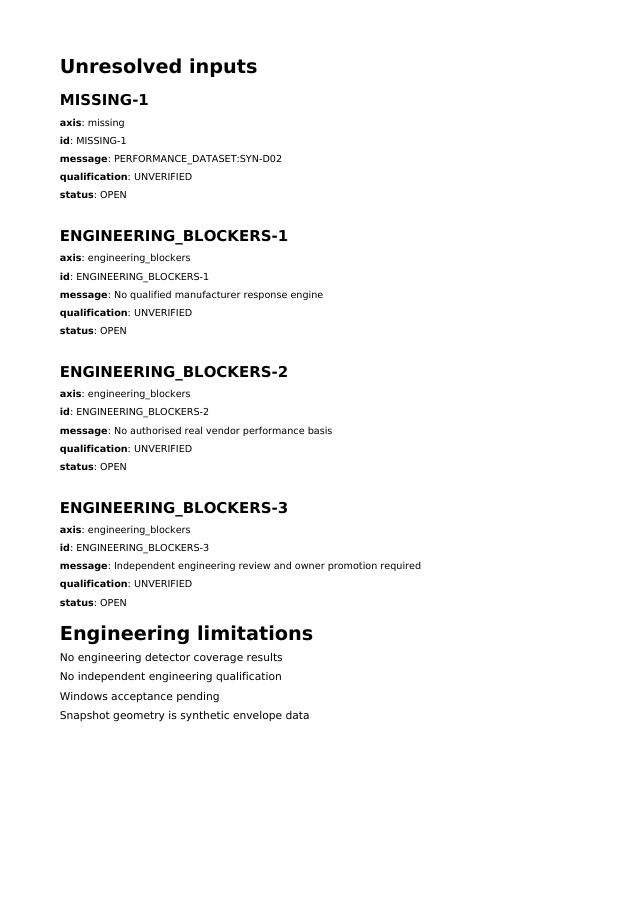 Unresolved inputs
MISSING-1
axis: missing
id: MISSING-1
message: PERFORMANCE_DATASET:SYN-D02
qualification: UNVERIFIED
status: OPEN
ENGINEERING_BLOCKERS-1
axis: engineering_blockers
id: ENGINEERING_BLOCKERS-1
message: No qualified manufacturer response engine
qualification: UNVERIFIED
status: OPEN
ENGINEERING_BLOCKERS-2
axis: engineering_blockers
id: ENGINEERING_BLOCKERS-2
message: No authorised real vendor performance basis
qualification: UNVERIFIED
status: OPEN
ENGINEERING_BLOCKERS-3
axis: engineering_blockers
id: ENGINEERING_BLOCKERS-3
message: Independent engineering review and owner promotion required
qualification: UNVERIFIED
status: OPEN
Engineering limitations
No engineering detector coverage results
No independent engineering qualification
Windows acceptance pending
Snapshot geometry is synthetic envelope data